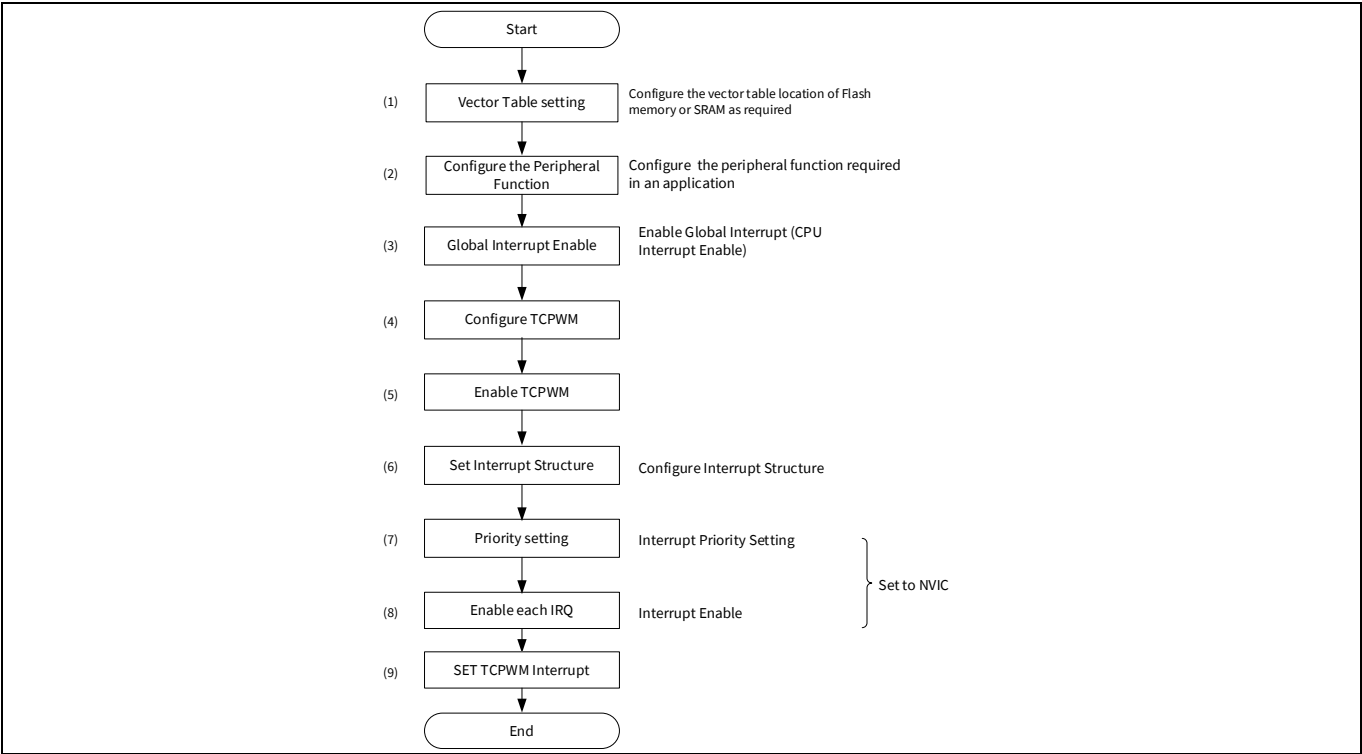 Start
(1)
Vector Table setting
Configure the vector table location of Flash
memory or SRAM as required
(2)
Configure the Peripheral
Function
Configure the peripheral function required
in an application
(3)
Global Interrupt Enable
Enable Global Interrupt (CPU
Interrupt Enable)
(4)
Configure TCPWM
(5)
Enable TCPWM
(6)
Set Interrupt Structure
Configure Interrupt Structure
(7)
Priority setting
Interrupt Priority Setting
Set to NVIC
(8)
Enable each IRQ
Interrupt Enable
(9)
SET TCPWM Interrupt
End